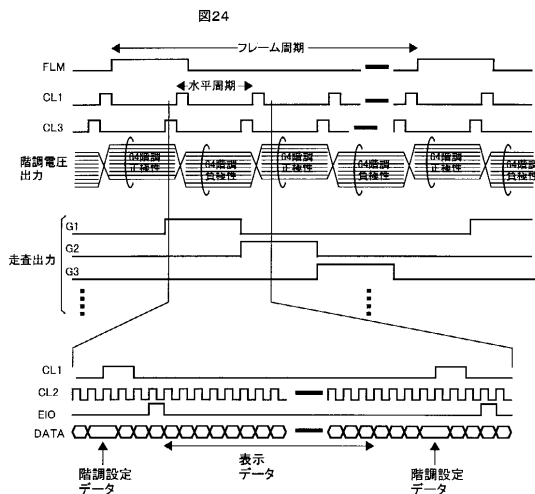 図24
フレーム周期
FLM
水平周期
CL1
CL3
階調電圧
出力
64階調
正極性
64階調
負極性
64階調
正極性
64階調
負極性
64階調
正極性
64階調
負極性
G1
G2
走査出力
G3
CL1
CL2
EIO
DATA
階調設定
データ
表示
データ
階調設定
データ